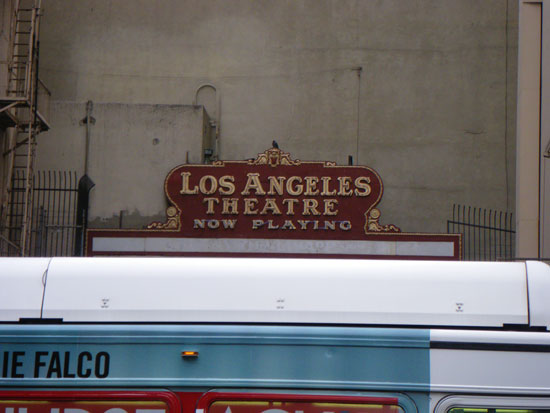 LOS ANGELES
THEATRE
NOW PLAYING
IE FALCO